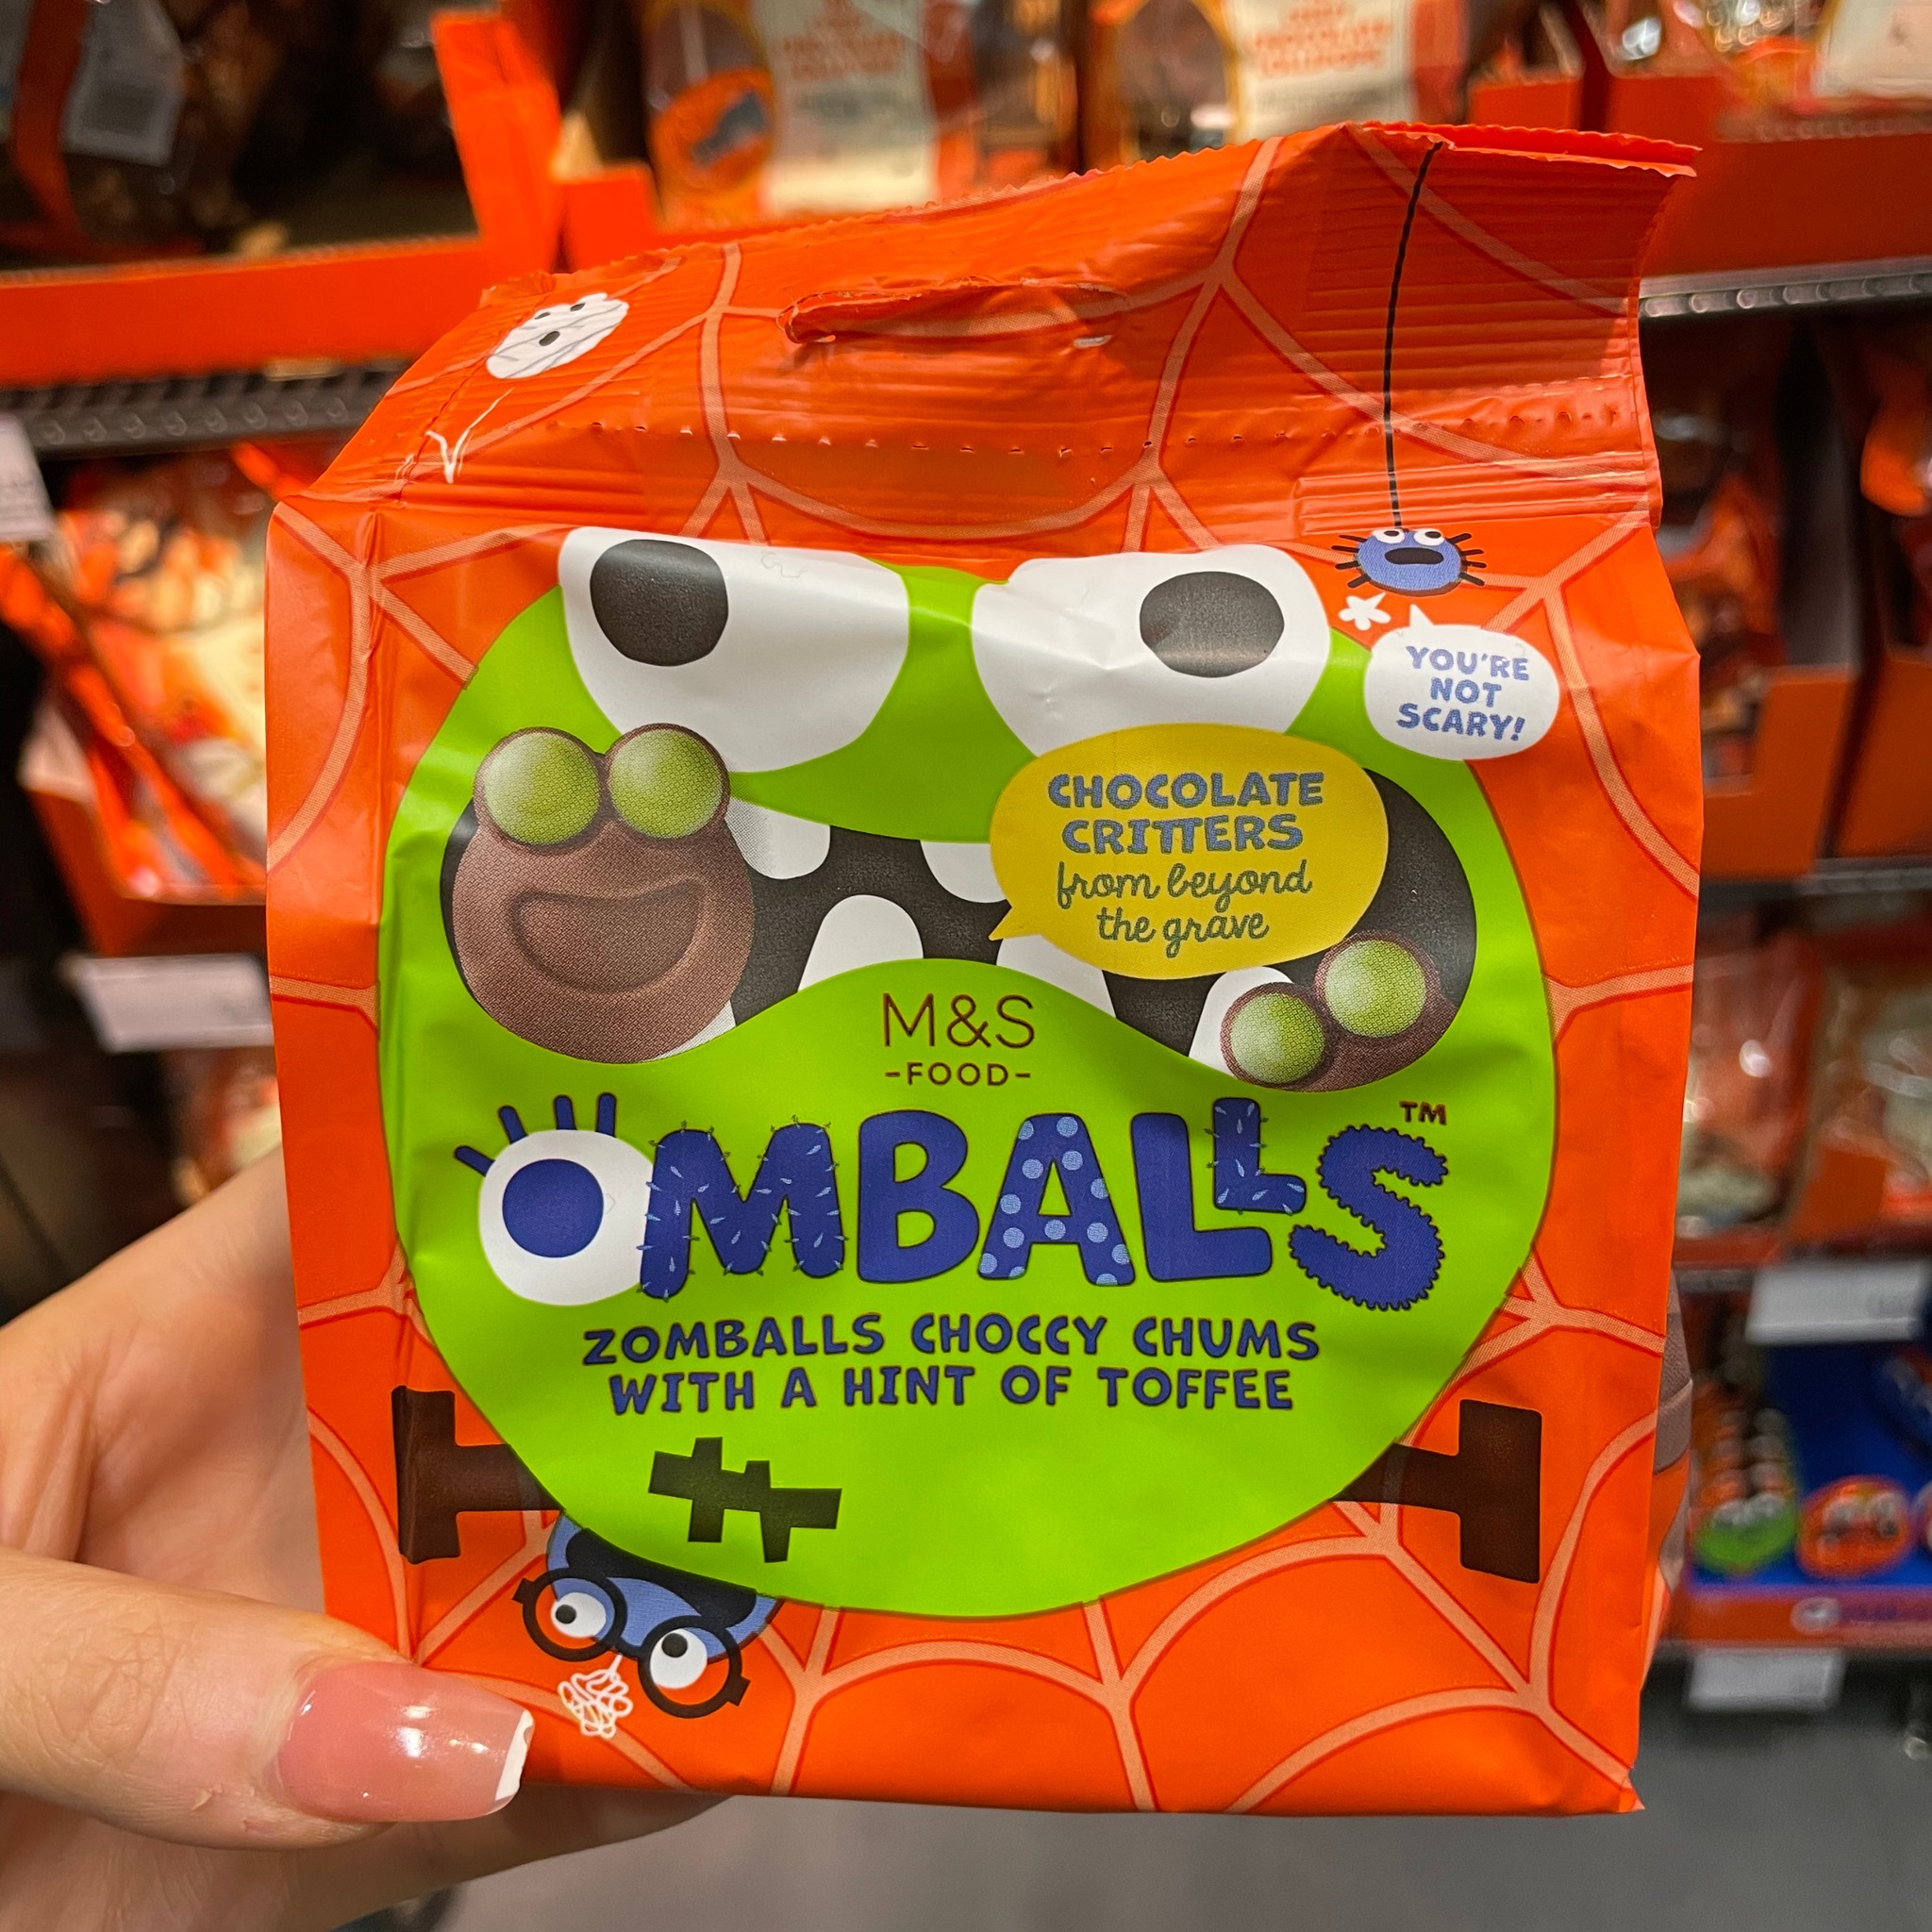 YOU'RE
NOT
SCARY!
CHOCOLATE
CRITTERS
from beyond
the grave
M&S
-FOOD-
OMBALLS™
ZOMBALLS CHOCCY CHUMS
WITH A HINT OF TOFFEE